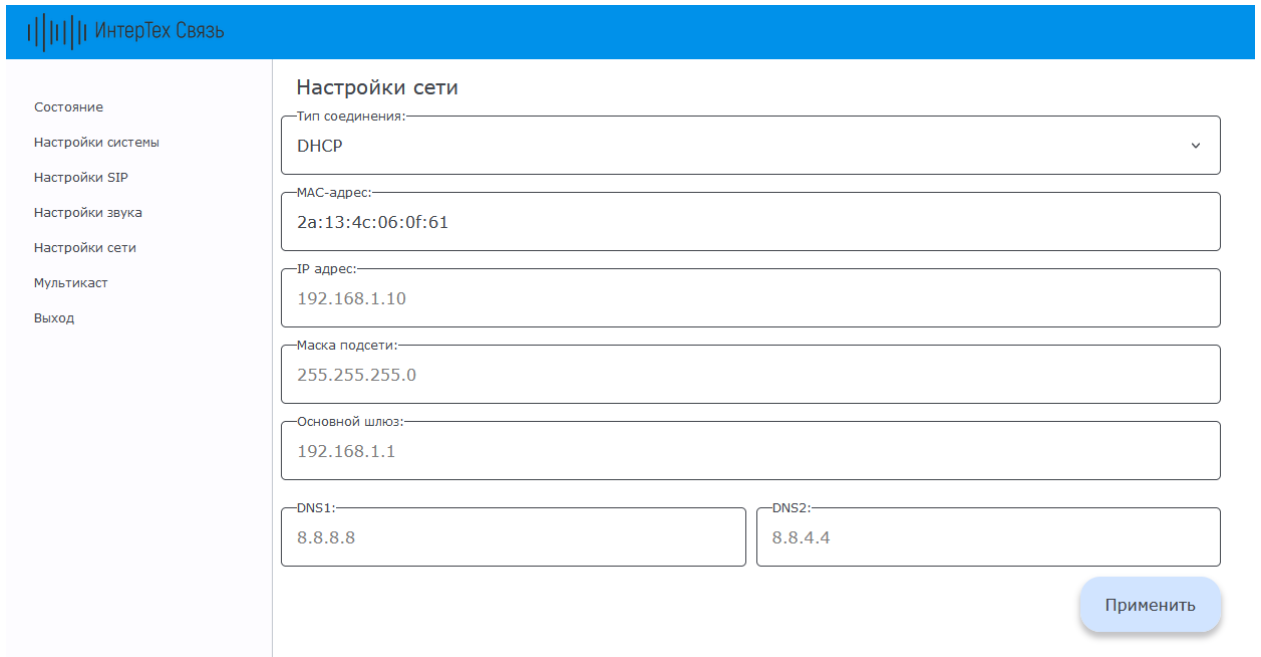 ИнтерТех Связь
Состояние
Настройки системы
Настройки SIP
Настройки звука
Настройки сети
Мультикаст
Выход
Настройки сети
Тип соединения:
DHCP
MAC-адрес:
2a:13:4c:06:0f:61
IP адрес:
192.168.1.10
Маска подсети:
255.255.255.0
Основной шлюз:
192.168.1.1
DNS1:
8.8.8.8
DNS2:
8.8.4.4
Применить